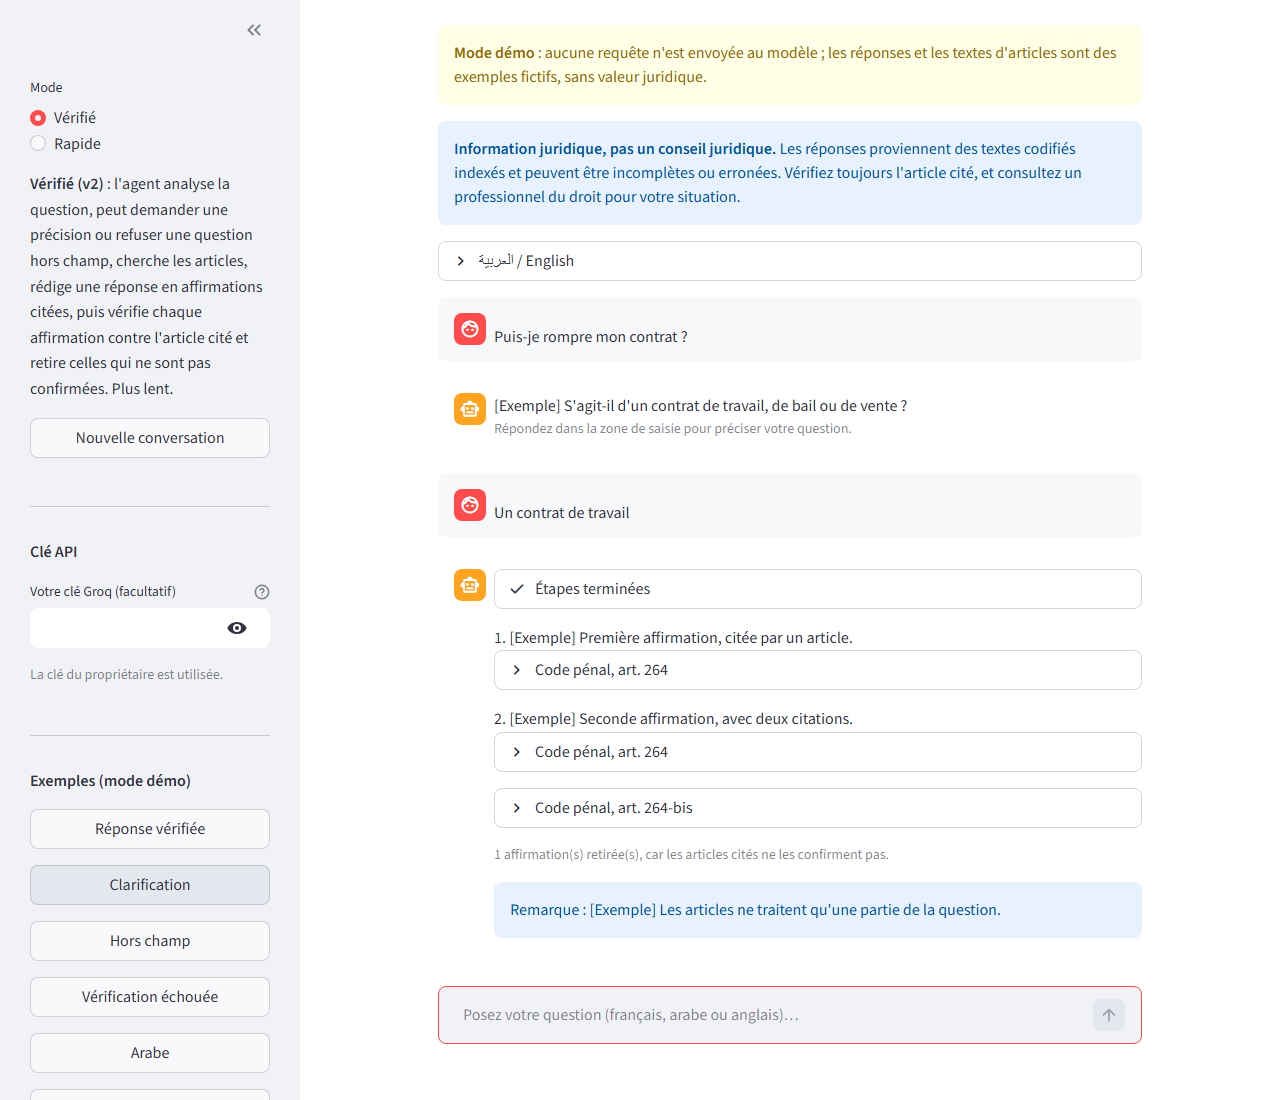 Mode
Vérifié
Rapide
Vérifié (v2) : l'agent analyse la
question, peut demander une
précision ou refuser une question
hors champ, cherche les articles,
rédige une réponse en affirmations
citées, puis vérifie chaque
affirmation contre l'article cité et
retire celles qui ne sont pas
confirmées. Plus lent.
Nouvelle conversation
Clé API
Votre clé Groq (facultatif)
La clé du propriétaire est utilisée.
Exemples (mode démo)
Réponse vérifiée
Clarification
Hors champ
Vérification échouée
Arabe
Mode démo : aucune requête n'est envoyée au modèle ; les réponses et les textes d'articles sont des
exemples fictifs, sans valeur juridique.
Information juridique, pas un conseil juridique. Les réponses proviennent des textes codifiés
indexés et peuvent être incomplètes ou erronées. Vérifiez toujours l'article cité, et consultez un
professionnel du droit pour votre situation.
العربية / English
Puis-je rompre mon contrat ?
[Exemple] S'agit-il d'un contrat de travail, de bail ou de vente ?
Répondez dans la zone de saisie pour préciser votre question.
Un contrat de travail
Étapes terminées
1. [Exemple] Première affirmation, citée par un article.
Code pénal, art. 264
2. [Exemple] Seconde affirmation, avec deux citations.
Code pénal, art. 264
Code pénal, art. 264-bis
1 affirmation(s) retirée(s), car les articles cités ne les confirment pas.
Remarque : [Exemple] Les articles ne traitent qu'une partie de la question.
Posez votre question (français, arabe ou anglais)…